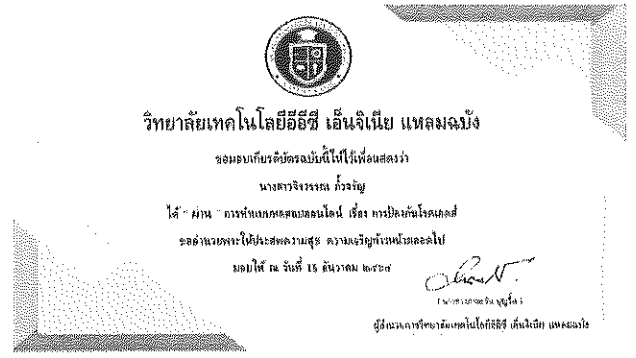 วิทยาลัยเทคโนโลยีอีอีซี เอ็นจิเนีย แหลมฉบัง
ขอมอบเกียรติบัตรฉบับนี้ให้ไว้เพื่อแสดงว่า
นางสาวจิรวรรณ ก้ิวจรัญ
ได้ " ผ่าน " การทำแบบทดสอบออนไลน์ เรื่อง การป้องกันโรคเอดส์
ขออำนวยพรให้ประสพความสุข ความเจริญก้าวหน้าตลอดไป
มอบให้ ณ วันที่ 15 ธันวาคม ๒๕๖๔
ผู้อำนวยการวิทยาลัยเทคโนโลยีอีอีซี เอ็นจิเนีย แหลมฉบัง